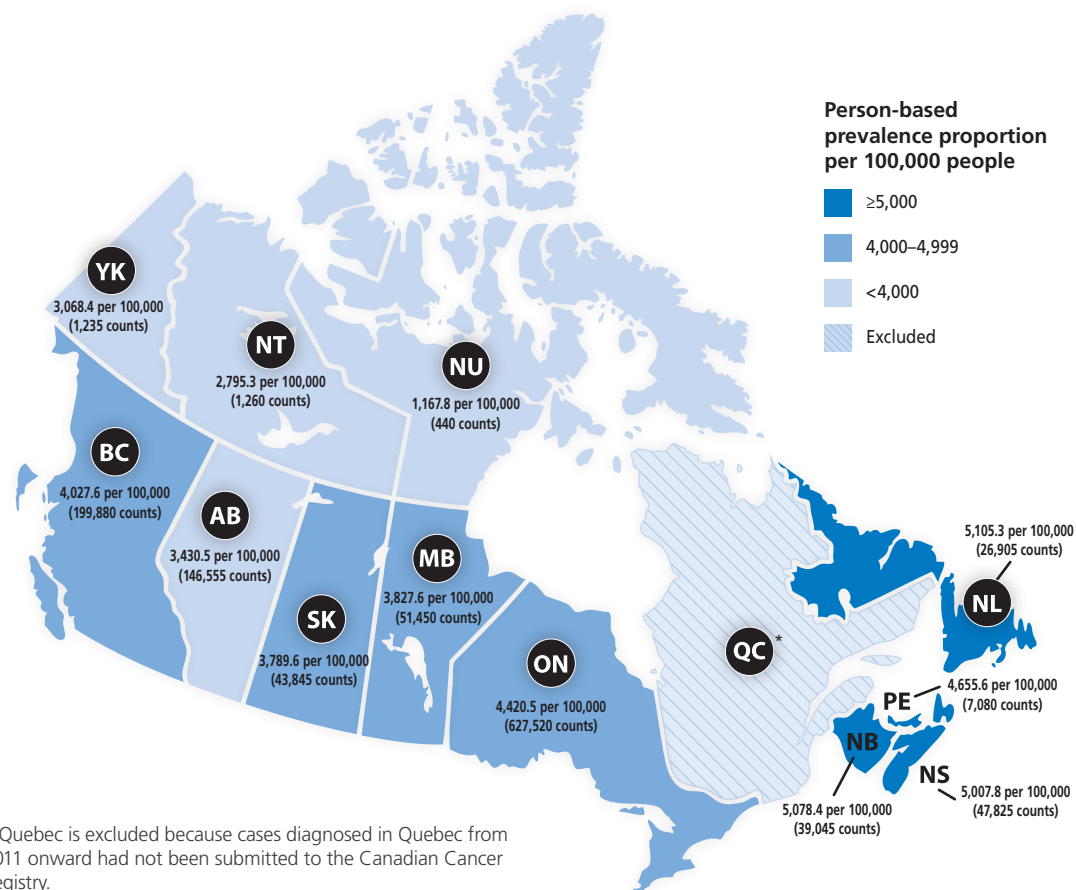 Person-based
prevalence proportion
per 100,000 people
≥5,000
4,000–4,999
<4,000
Excluded
YK
3,068.4 per 100,000
(1,235 counts)
NT
2,795.3 per 100,000
(1,260 counts)
NU
1,167.8 per 100,000
(440 counts)
BC
4,027.6 per 100,000
(199,880 counts)
AB
3,430.5 per 100,000
(146,555 counts)
SK
3,789.6 per 100,000
(43,845 counts)
MB
3,827.6 per 100,000
(51,450 counts)
ON
4,420.5 per 100,000
(627,520 counts)
QC*
5,105.3 per 100,000
(26,905 counts)
NL
PE
4,655.6 per 100,000
(7,080 counts)
NB
5,078.4 per 100,000
(39,045 counts)
NS
5,007.8 per 100,000
(47,825 counts)
Quebec is excluded because cases diagnosed in Quebec from
011 onward had not been submitted to the Canadian Cancer
egistry.